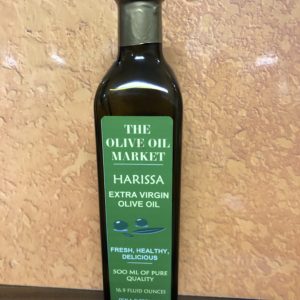 THE
OLIVE OIL
MARKET
HARISSA
EXTRA VIRGIN
OLIVE OIL
FRESH, HEALTHY,
DELICIOUS
500 ML OF PURE
QUALITY
16.9 FLUID OUNCES